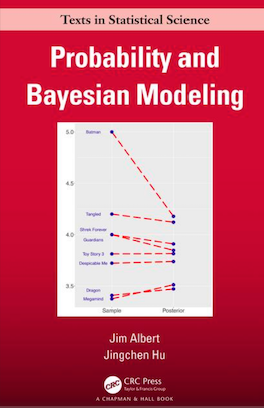 Texts in Statistical Science
Probability and
Bayesian Modeling
5.0
Batman
4.5
Tangled
Shrek Forever
4.0
Guardians
Toy Story 3
Despicable Me
Dragon
3.5
Megamind
Sample
Posterior
Jim Albert
Jingchen Hu
CRC
CRC Press
Taylor & Francis Group
A CHAPMAN & HALL BOOK